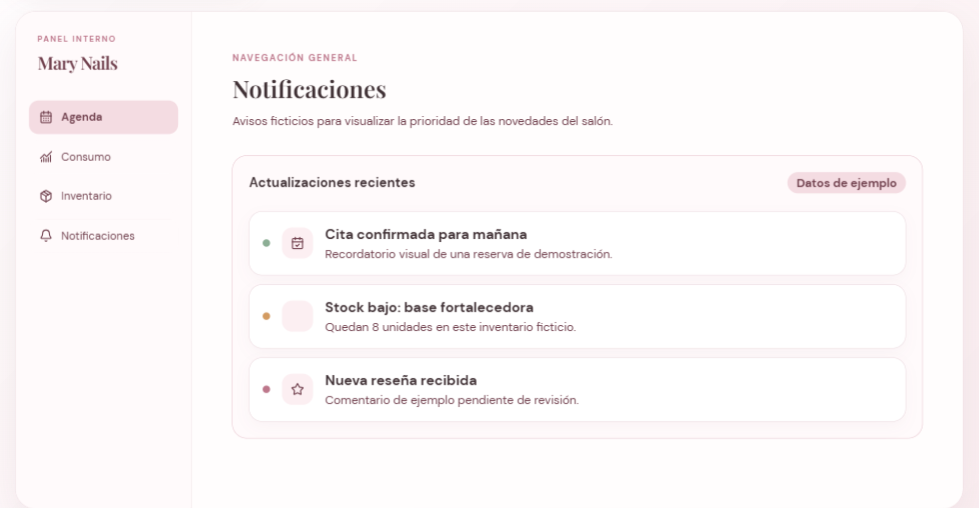 PANEL INTERNO
Mary Nails
Agenda
Consumo
Inventario
Notificaciones
NAVEGACIÓN GENERAL
Notificaciones
Avisos ficticios para visualizar la prioridad de las novedades del salón.
Actualizaciones recientes
Datos de ejemplo
Cita confirmada para mañana
Recordatorio visual de una reserva de demostración.
Stock bajo: base fortalecedora
Quedan 8 unidades en este inventario ficticio.
Nueva reseña recibida
Comentario de ejemplo pendiente de revisión.